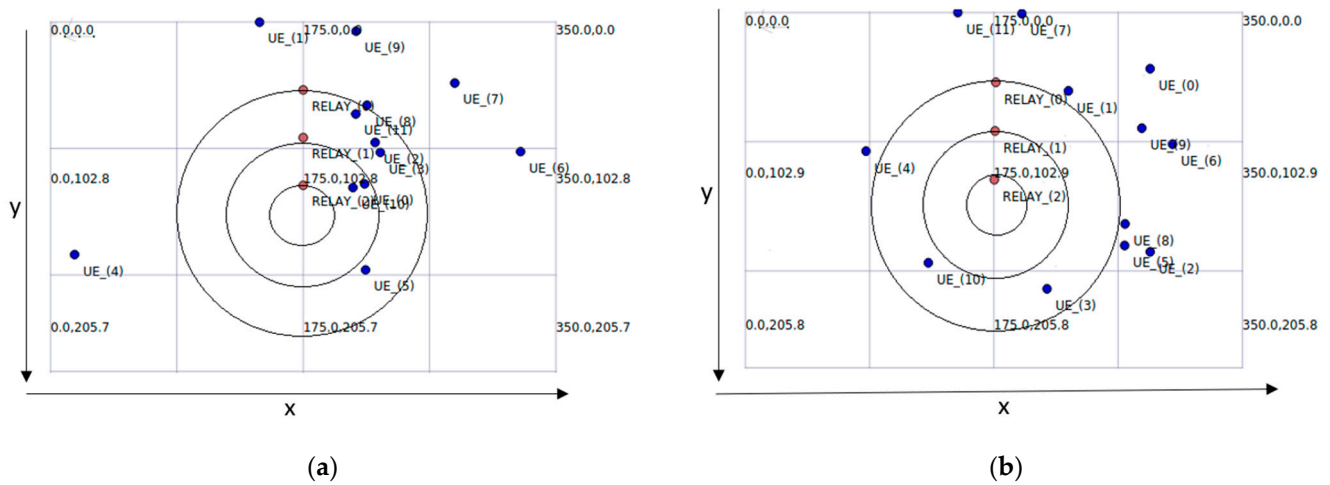 0.0,0.0.
175.0,0.0
350.0,0.0
UE_(1)
UE_(9)
UE_(7)
RELAY_(0)
UE_(8)
UE_(11)
RELAY_(1)
UE_(2)
UE_(3)
UE_(6)
0.0,102.8
175.0,102.8
350.0,102.8
RELAY_(2)
UE_(0)
UE_(10)
y
UE_(4)
UE_(5)
0.0,205.7
175.0,205.7
350.0,205.7
x
(a)
0.0,0.0.
175.0,0.0
350.0,0.0
UE_(11)
UE_(7)
UE_(0)
RELAY_(0)
UE_(1)
RELAY_(1)
UE_(9)
UE_(6)
UE_(4)
0.0,102.9
175.0,102.9
350.0,102.9
RELAY_(2)
y
UE_(8)
UE_(5)
UE_(2)
UE_(10)
UE_(3)
0.0,205.8
175.0,205.8
350.0,205.8
x
(b)